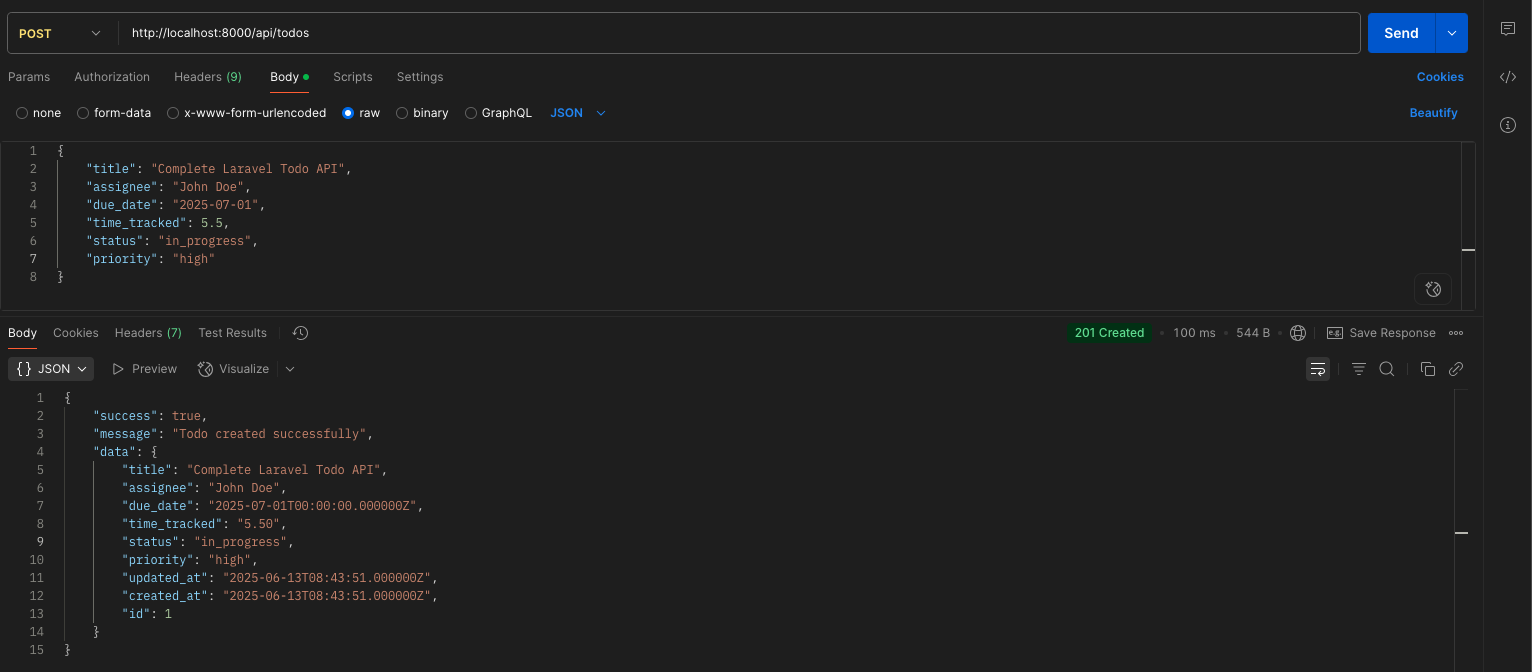 POST http://localhost:8000/api/todos Send
Params Authorization Headers (9) Body Scripts Settings Cookies
none form-data x-www-form-urlencoded raw binary GraphQL JSON Beautify
1 {
2 "title": "Complete Laravel Todo API",
3 "assignee": "John Doe",
4 "due_date": "2025-07-01",
5 "time_tracked": 5.5,
6 "status": "in_progress",
7 "priority": "high"
8 }
Body Cookies Headers (7) Test Results 201 Created • 100 ms • 544 B • e.g. Save Response
{} JSON Preview Visualize
1 {
2 "success": true,
3 "message": "Todo created successfully",
4 "data": {
5 "title": "Complete Laravel Todo API",
6 "assignee": "John Doe",
7 "due_date": "2025-07-01T00:00:00.000000Z",
8 "time_tracked": "5.50",
9 "status": "in_progress",
10 "priority": "high",
11 "updated_at": "2025-06-13T08:43:51.000000Z",
12 "created_at": "2025-06-13T08:43:51.000000Z",
13 "id": 1
14 }
15 }